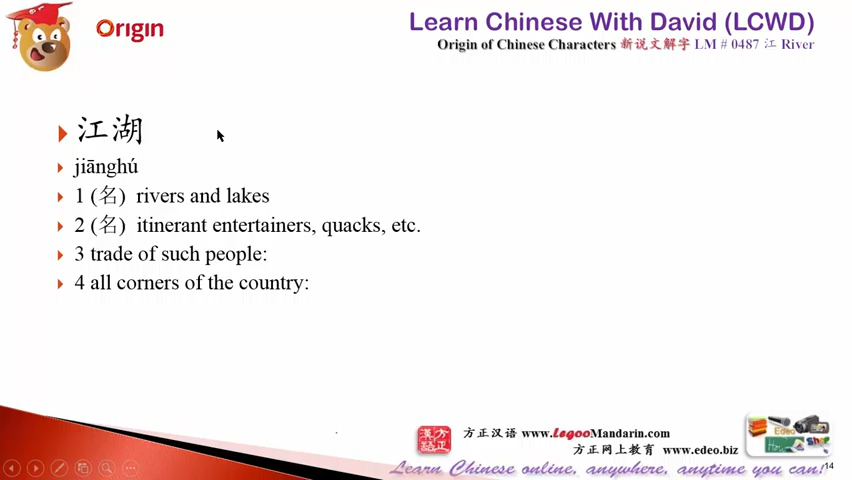 Origin
Learn Chinese With David (LCWD)
Origin of Chinese Characters 新说文解字 LM # 0487 江 River
江湖
jiānghú
1 (名) rivers and lakes
2 (名) itinerant entertainers, quacks, etc.
3 trade of such people:
4 all corners of the country:
方正汉语 www.LegooMandarin.com
方正网上教育 www.edeo.biz
Learn Chinese online, anywhere, anytime you can!
14